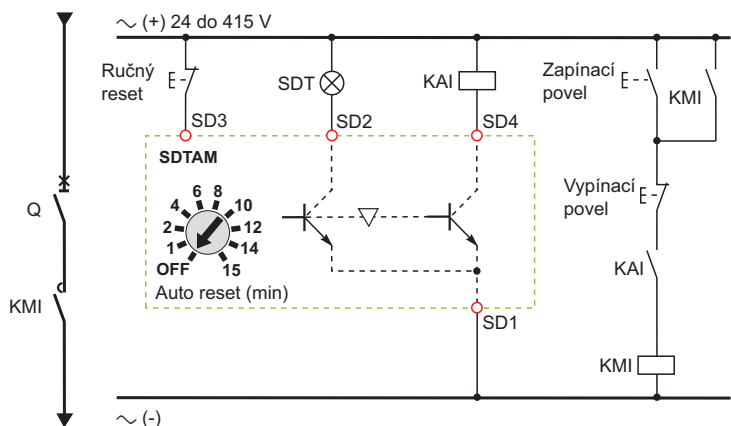 ~ (+) 24 do 415 V
Ručný
reset
SDT
KAI
Zapínací
povel
KMI
SD3
SD2
SD4
SDTAM
6 8
4 10
2 12
1 14
OFF 15
Auto reset (min)
SD1
Q
KMI
Vypínací
povel
KAI
KMI
~ (-)